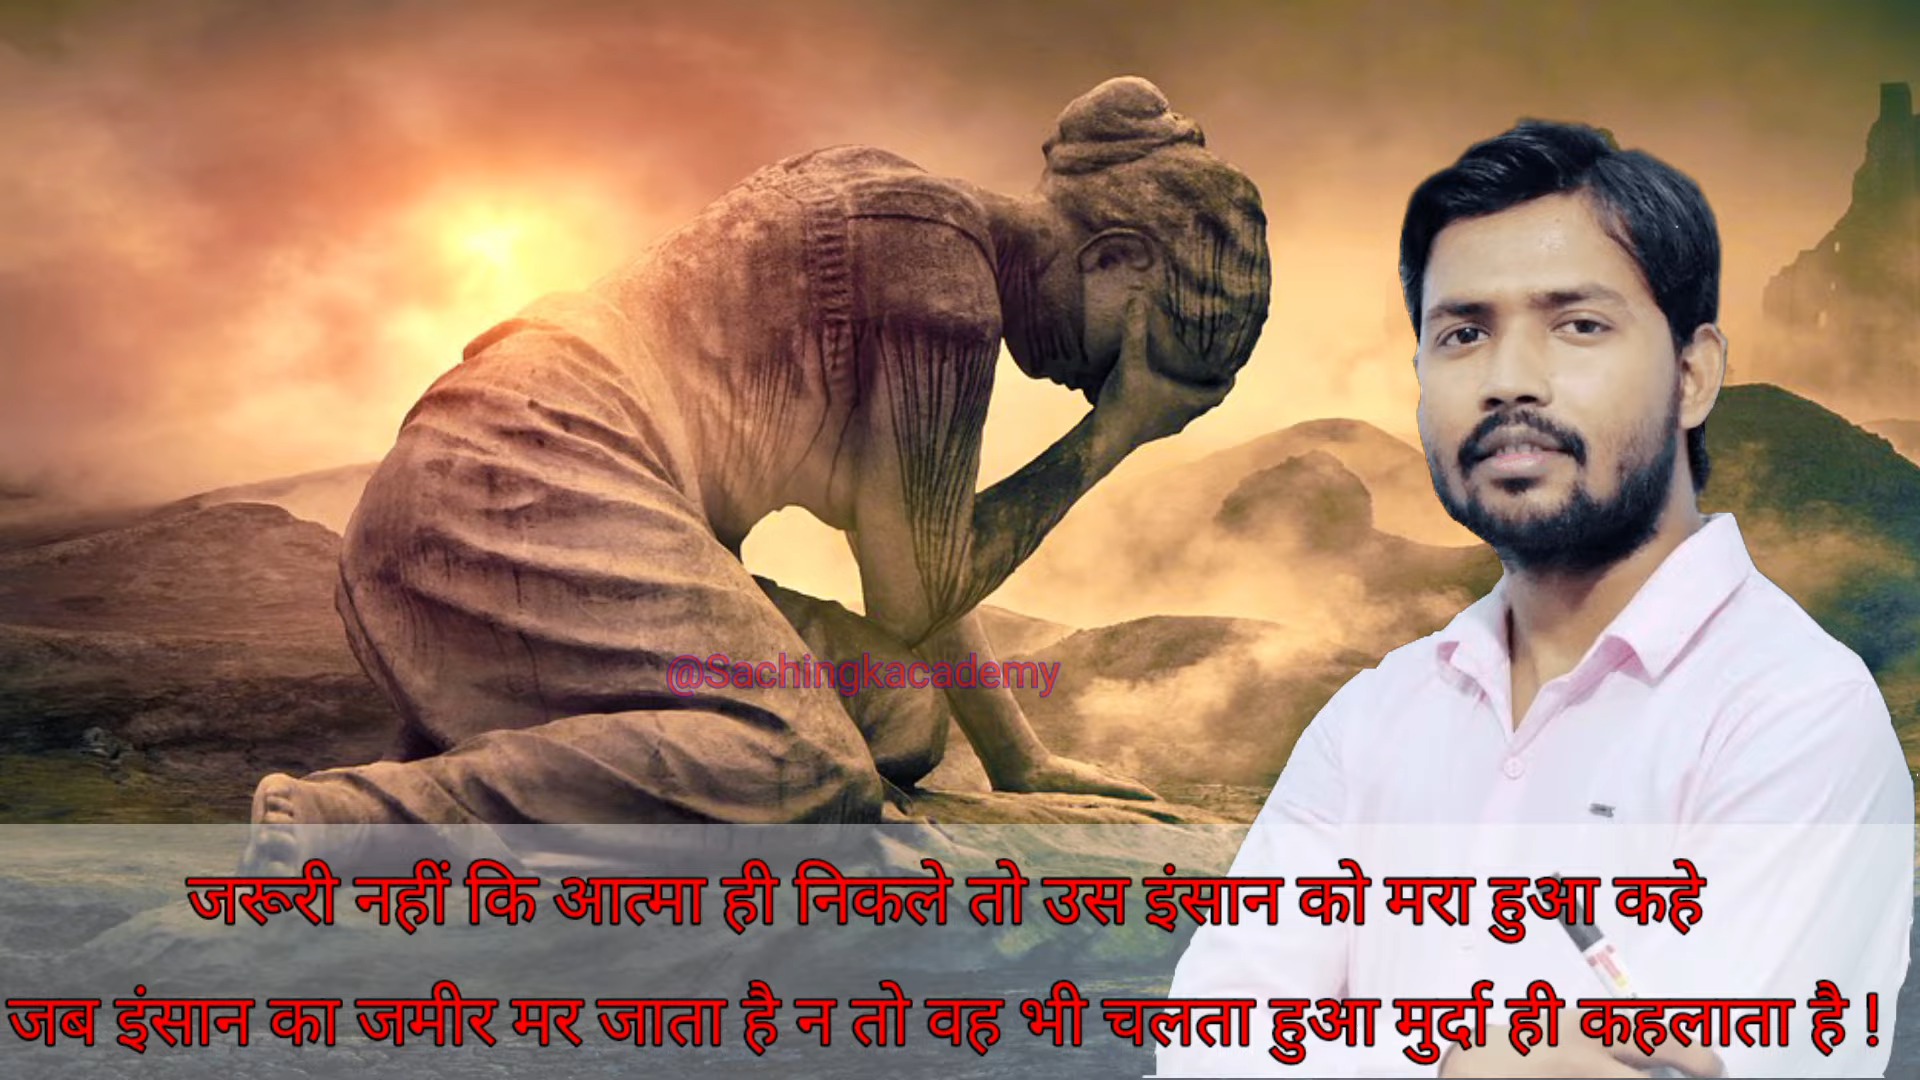 @Sachingkacademy
जरूरी नहीं कि आत्मा ही निकले तो उस इंसान को मरा हुआ कहे
जब इंसान का जमीर मर जाता है न तो वह भी चलता हुआ मुर्दा ही कहलाता है !